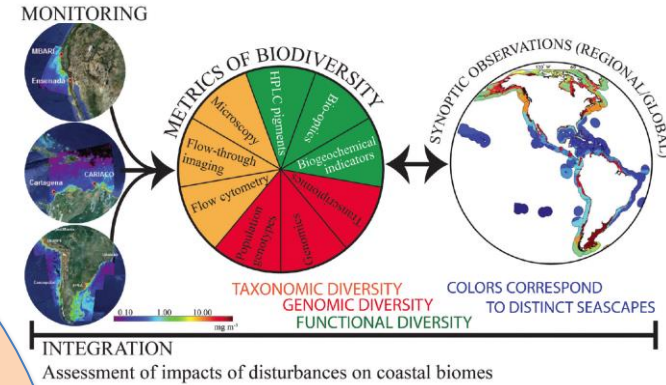 MONITORING
MBARI
Ensenada
Cartagena
CARIACO
0.10 1.00 10.00
mg m⁻³
METRICS OF BIODIVERSITY
Microscopy
Flow-through
imaging
Flow cytometry
Population
genotypes
Genomics
Transcriptomics
Biogeochemical
indicators
Bio-optics
HPLC pigments
SYNOPTIC OBSERVATIONS (REGIONAL/GLOBAL)
TAXONOMIC DIVERSITY
GENOMIC DIVERSITY
FUNCTIONAL DIVERSITY
COLORS CORRESPOND
TO DISTINCT SEASCAPES
INTEGRATION
Assessment of impacts of disturbances on coastal biomes